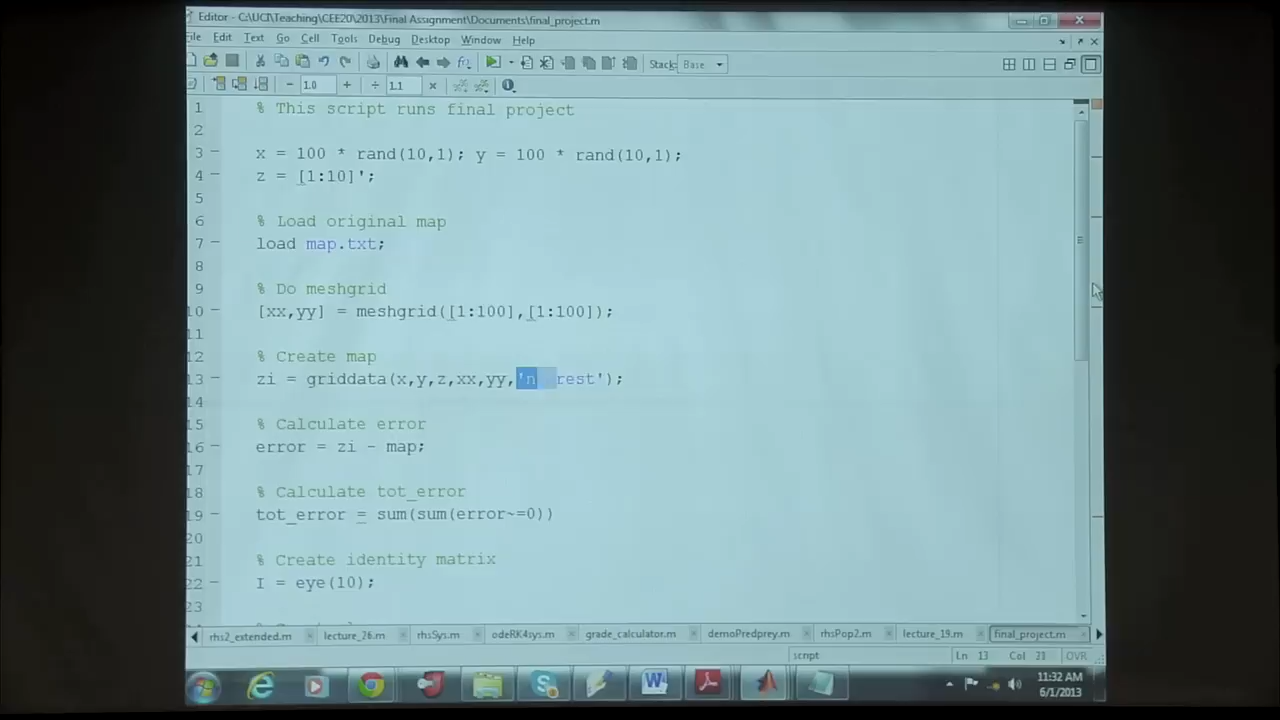 Editor - C:\UCI\Teaching\CEE20\2013\Final Assignment\Documents\final_project.m
File Edit Text Go Cell Tools Debug Desktop Window Help
Stack: Base
- 1.0 + ÷ 1.1 ×
1 % This script runs final project
2
3 - x = 100 * rand(10,1); y = 100 * rand(10,1);
4 - z = [1:10]';
5
6 % Load original map
7 - load map.txt;
8
9 % Do meshgrid
10 - [xx,yy] = meshgrid([1:100],[1:100]);
11
12 % Create map
13 - zi = griddata(x,y,z,xx,yy,'n rest');
14
15 % Calculate error
16 - error = zi - map;
17
18 % Calculate tot_error
19 - tot_error = sum(sum(error~=0))
20
21 % Create identity matrix
22 - I = eye(10);
23
rhs2_extended.m × lecture_26.m × rhsSys.m × odeRK4sys.m × grade_calculator.m × demoPredprey.m × rhsPop2.m × lecture_19.m × final_project.m ×
script Ln 13 Col 31 OVR
11:32 AM
6/1/2013